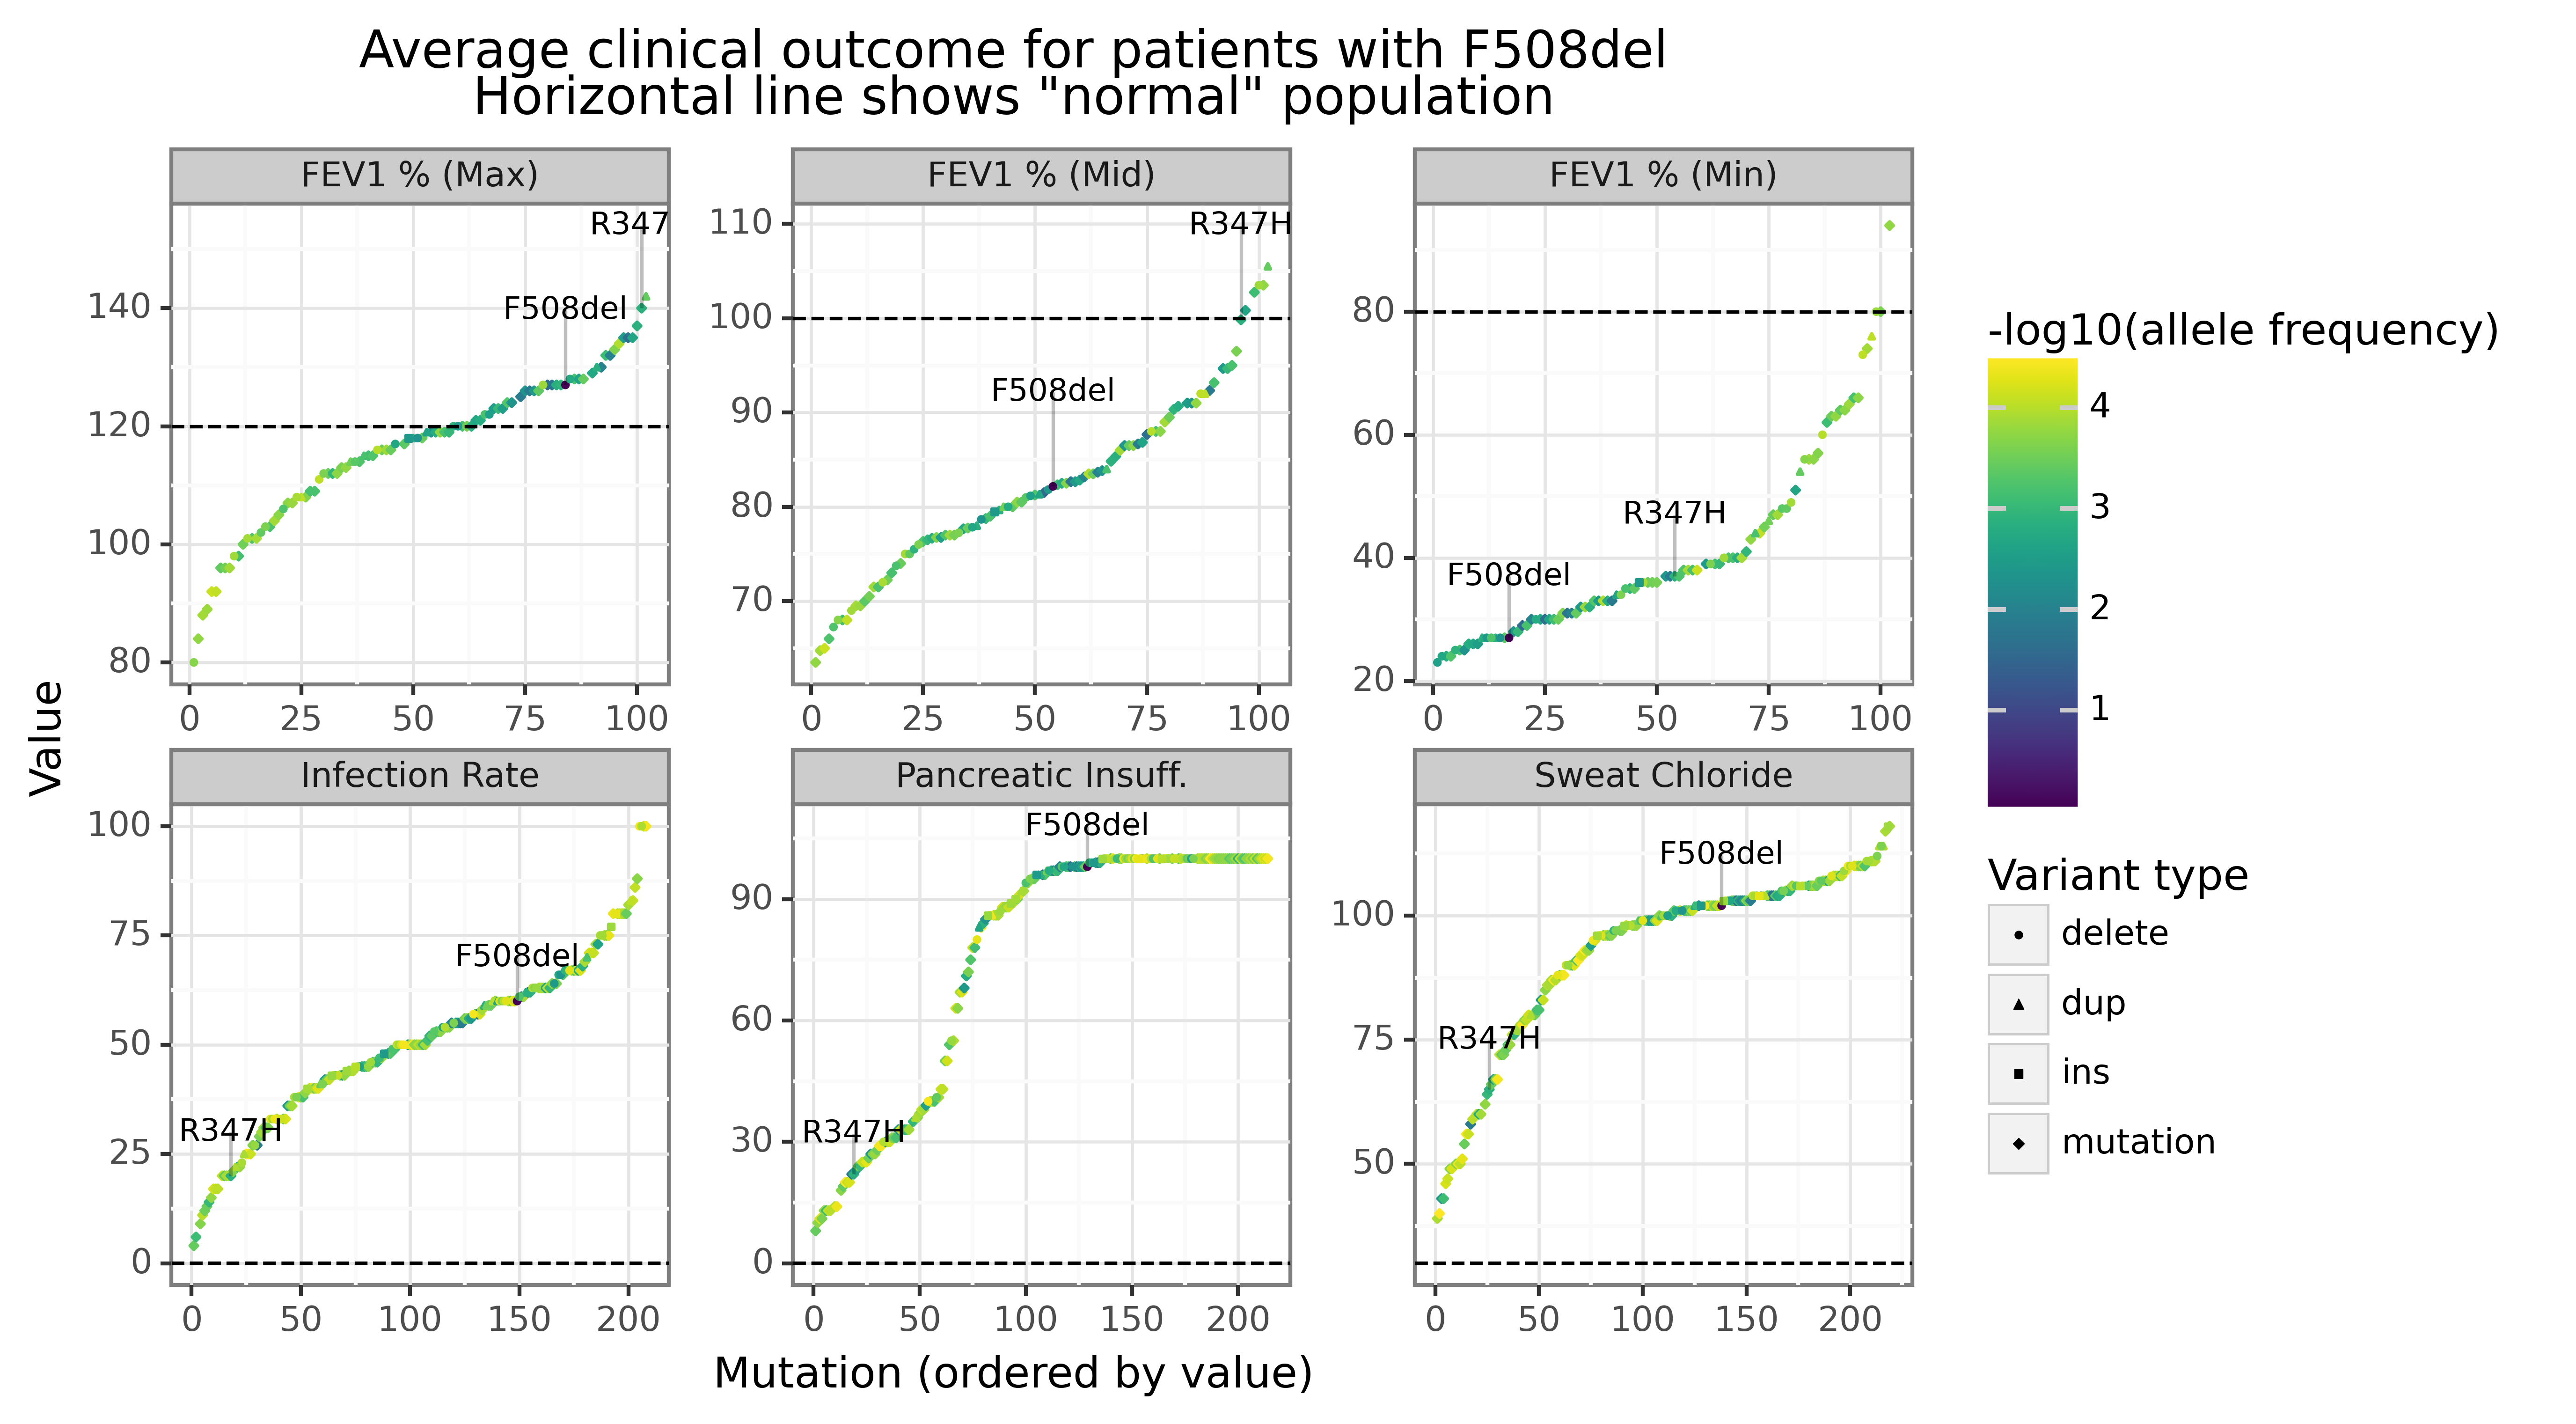 Average clinical outcome for patients with F508del
Horizontal line shows "normal" population
FEV1 % (Max)
R347
F508del
140
120
100
80
0 25 50 75 100
FEV1 % (Mid)
R347H
F508del
110
100
90
80
70
0 25 50 75 100
FEV1 % (Min)
R347H
F508del
80
60
40
20
0 25 50 75 100
Infection Rate
F508del
R347H
100
75
50
25
0
0 50 100 150 200
Pancreatic Insuff.
F508del
R347H
90
60
30
0
0 50 100 150 200
Sweat Chloride
F508del
R347H
100
75
50
0 50 100 150 200
Value
Mutation (ordered by value)
-log10(allele frequency)
4
3
2
1
Variant type
delete
dup
ins
mutation